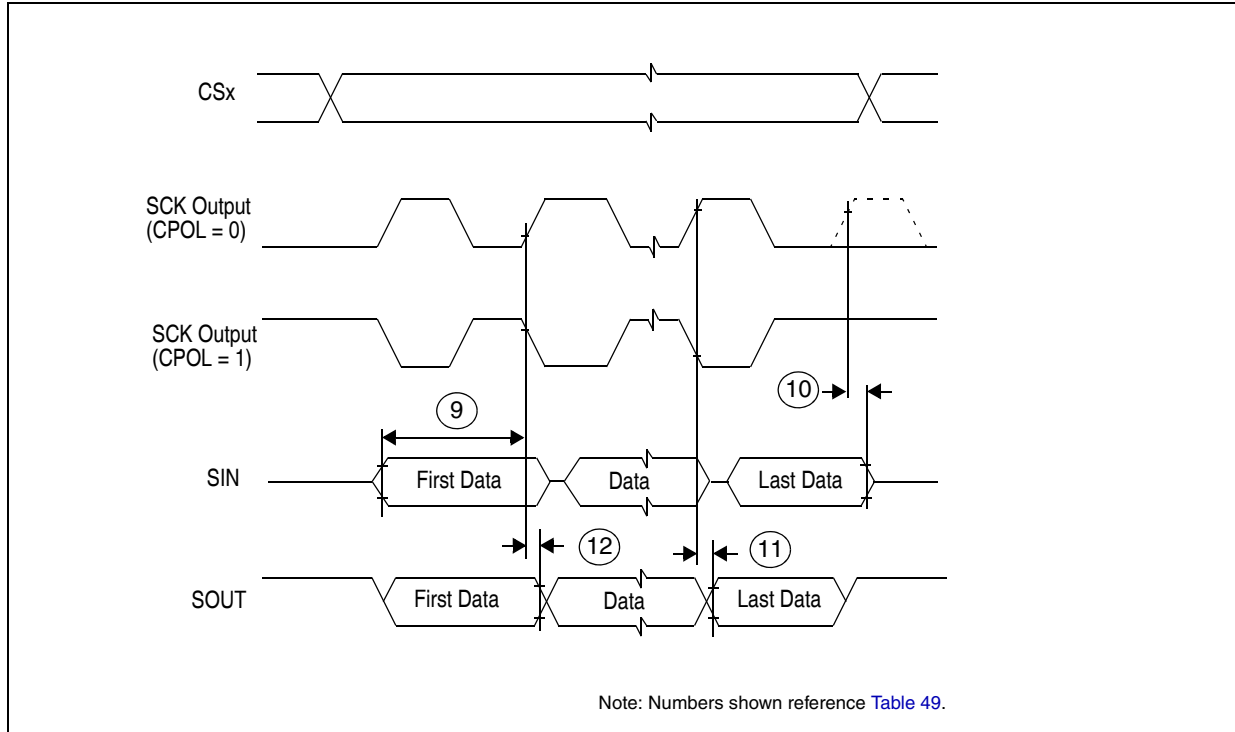 CSx
SCK Output
(CPOL = 0)
SCK Output
(CPOL = 1)
10
9
SIN
First Data
Data
Last Data
12
11
SOUT
First Data
Data
Last Data
Note: Numbers shown reference Table 49.